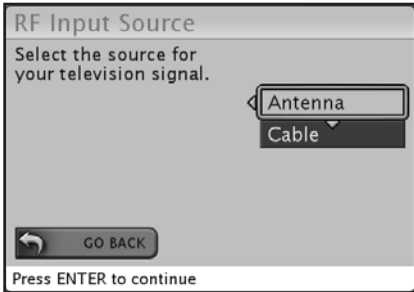 RF Input Source
Select the source for
your television signal.
Antenna
Cable
GO BACK
Press ENTER to continue